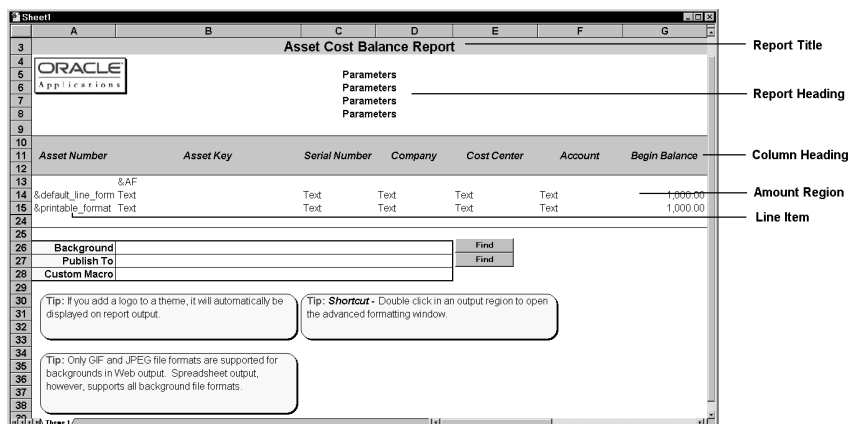 Sheet1
A B C D E F G
3 Asset Cost Balance Report
Report Title
4
ORACLE
Applications
5 Parameters
6 Parameters
7 Parameters
8 Parameters
Report Heading
9
10
11 Asset Number Asset Key Serial Number Company Cost Center Account Begin Balance
Column Heading
12
13 &AF
14 &default_line_form Text Text Text Text Text 1,000.00
Amount Region
15 &printable_format Text Text Text Text Text 1,000.00
Line Item
24
25
26 Background Find
27 Publish To Find
28 Custom Macro
29
30 Tip: If you add a logo to a theme, it will automatically be
31 displayed on report output.
Tip: Shortcut - Double click in an output region to open
the advanced formatting window.
32
33
34
35 Tip: Only GIF and JPEG file formats are supported for
36 backgrounds in Web output. Spreadsheet output,
37 however, supports all background file formats.
38
39
Theme 1